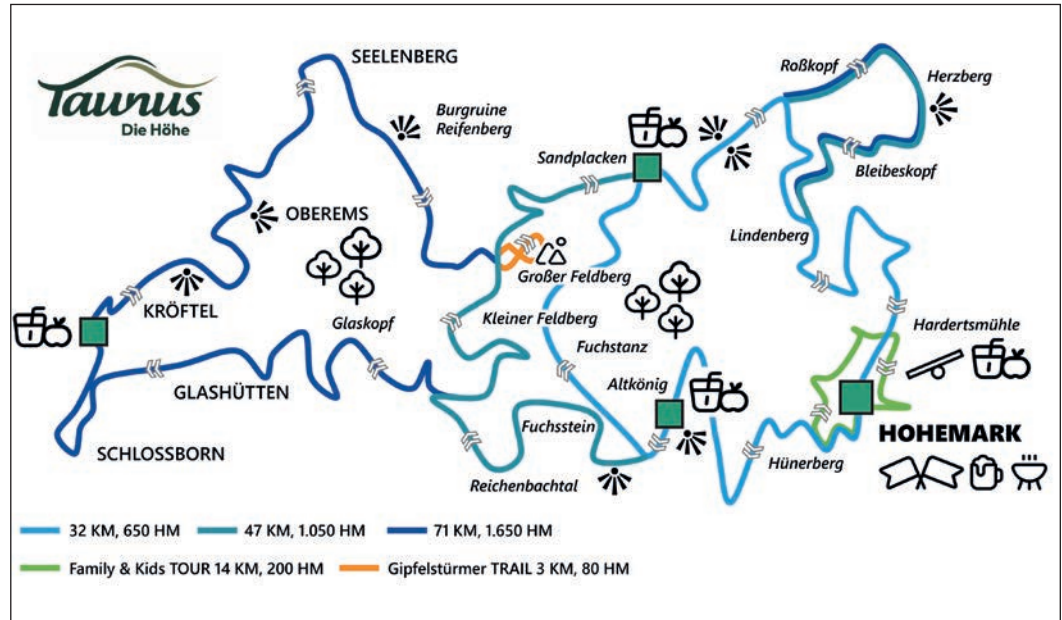 Taunus
Die Höhe
SEELENBERG
Burgruine
Reifenberg
Roßkopf
Herzberg
Sandplacken
Bleibeskopf
OBEREMS
Lindenberg
Großer Feldberg
KRÖFTEL
Glaskopf
Kleiner Feldberg
Fuchstanz
Hardertsmühle
GLASHÜTTEN
Altkönig
Fuchsstein
SCHLOSSBORN
HOHEMARK
Hünerberg
Reichenbachtal
32 KM, 650 HM
47 KM, 1.050 HM
71 KM, 1.650 HM
Family & Kids TOUR 14 KM, 200 HM
Gipfelstürmer TRAIL 3 KM, 80 HM